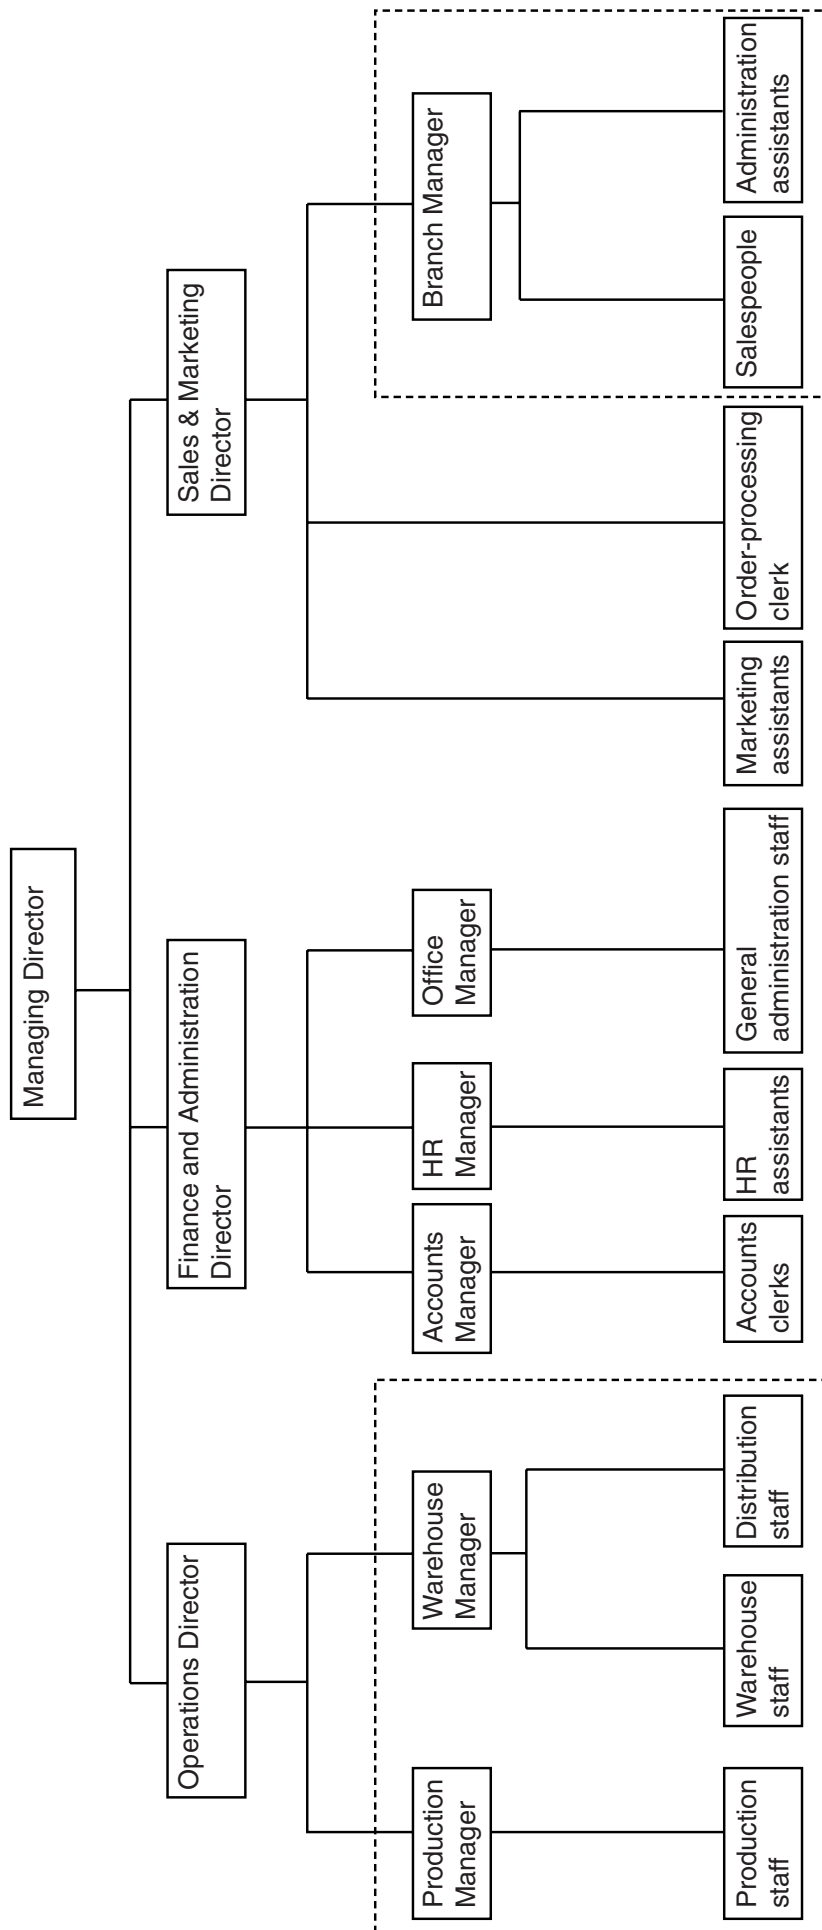 Managing Director
Operations Director
Finance and Administration
Director
Sales & Marketing
Director
Production
Manager
Warehouse
Manager
Accounts
Manager
HR
Manager
Office
Manager
Branch Manager
Production
staff
Warehouse
staff
Distribution
staff
Accounts
clerks
HR
assistants
General
administration staff
Marketing
assistants
Order-processing
clerk
Salespeople
Administration
assistants